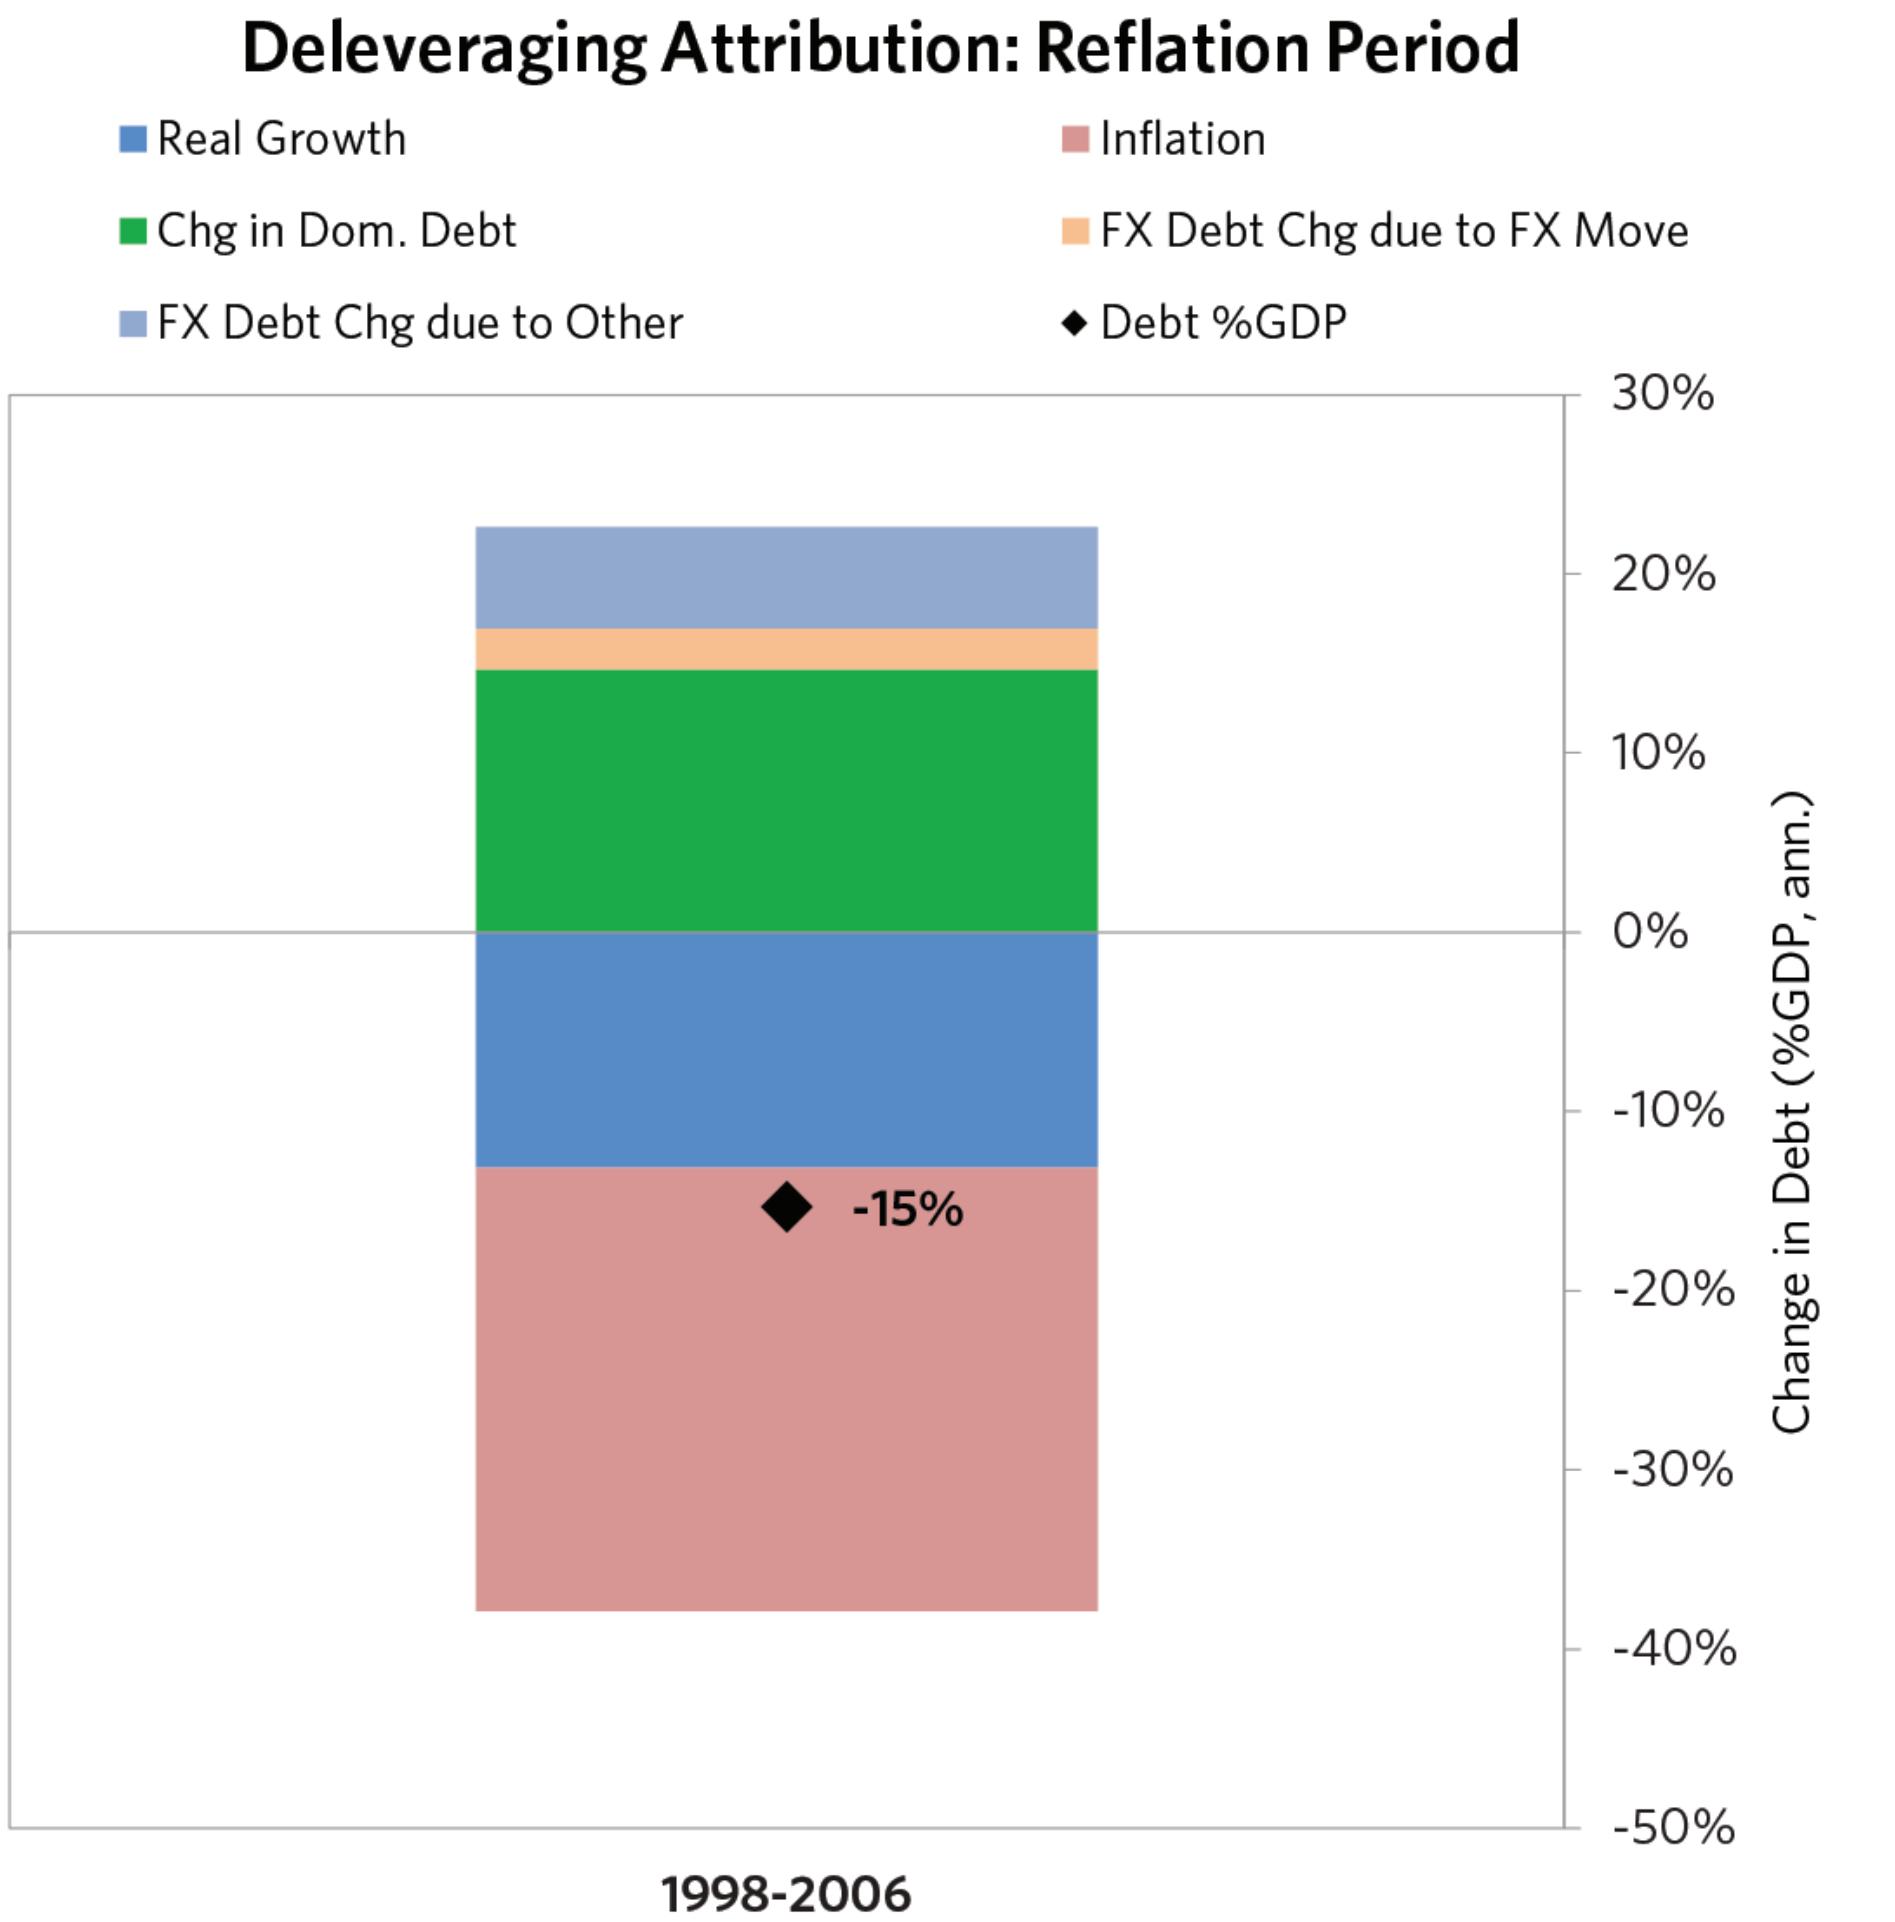 Deleveraging Attribution: Reflation Period
Real Growth
Inflation
Chg in Dom. Debt
FX Debt Chg due to FX Move
FX Debt Chg due to Other
Debt %GDP
30%
20%
10%
0%
-10%
-20%
-30%
-40%
-50%
Change in Debt (%GDP, ann.)
-15%
1998-2006